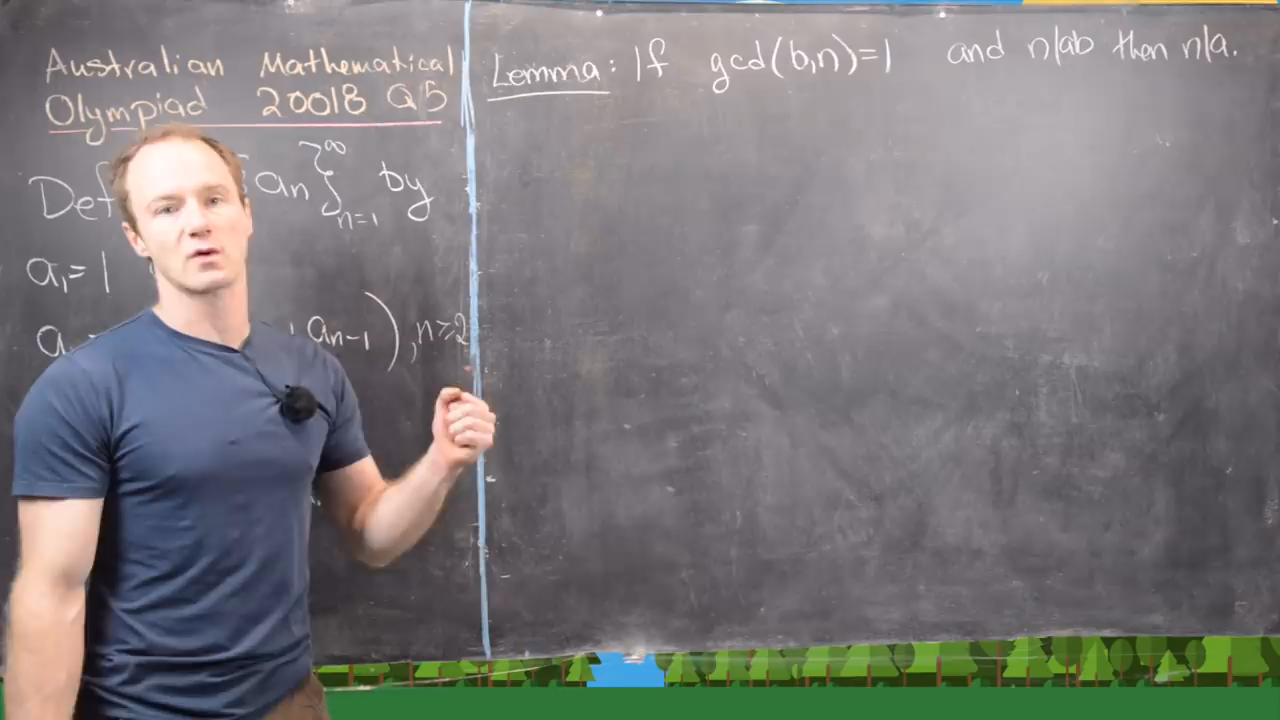 Australian Mathematical
Olympiad 20018 Q5
an}∞n=1 by
a₁=1
an-1), n≥2
Lemma: If gcd(b,n)=1 and n|ab then n|a.